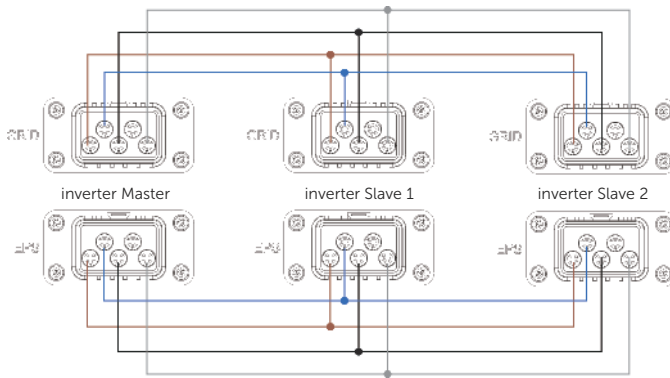 GRID GRID GRID
inverter Master inverter Slave 1 inverter Slave 2
EPS EPS EPS